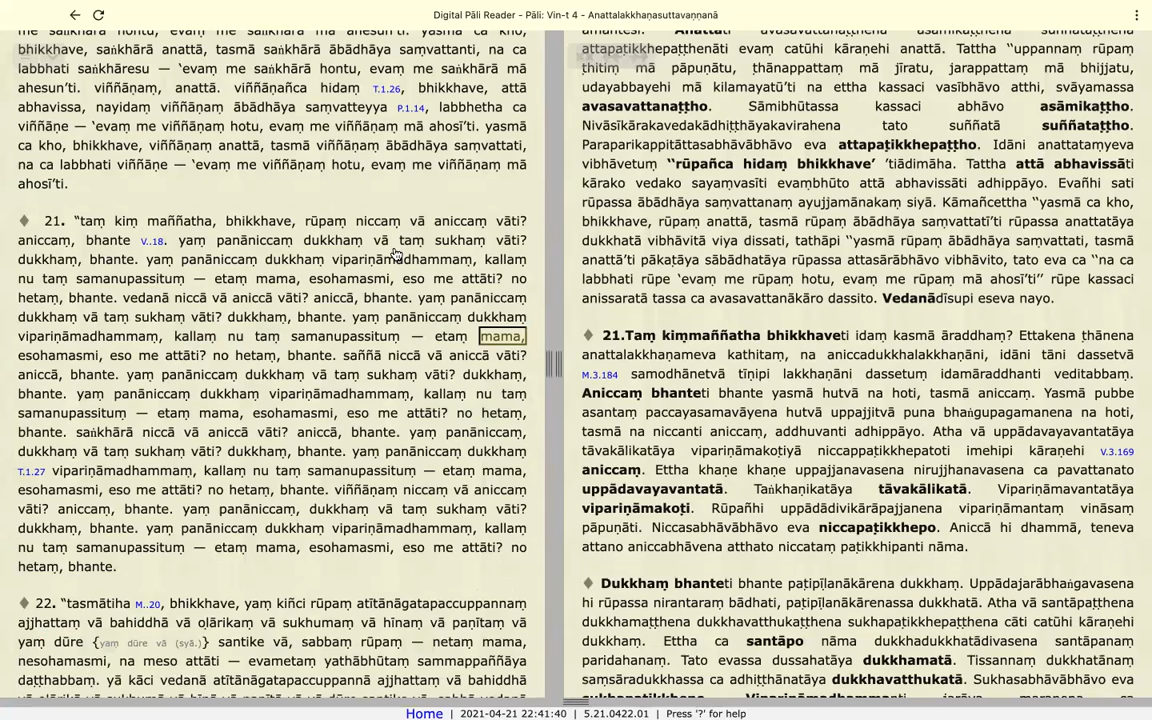 Digital Pāli Reader - Pāli: Vin-t 4 - Anattalakkhaṇasuttavaṇṇanā
me saṅkhārā hontu, evaṃ me saṅkhārā mā ahesun'ti. yasmā ca kho,
bhikkhave, saṅkhārā anattā, tasmā saṅkhārā ābādhāya saṃvattanti, na ca
labbhati saṅkhāresu — 'evaṃ me saṅkhārā hontu, evaṃ me saṅkhārā mā
ahesun'ti. viññāṇaṃ, anattā. viññāṇañca hidaṃ T.1.26, bhikkhave, attā
abhavissa, nayidaṃ viññāṇaṃ ābādhāya saṃvatteyya P.1.14, labbhetha ca
viññāṇe — 'evaṃ me viññāṇaṃ hotu, evaṃ me viññāṇaṃ mā ahosī'ti. yasmā
ca kho, bhikkhave, viññāṇaṃ anattā, tasmā viññāṇaṃ ābādhāya saṃvattati,
na ca labbhati viññāṇe — 'evaṃ me viññāṇaṃ hotu, evaṃ me viññāṇaṃ mā
ahosī'ti.
♦ 21. "taṃ kiṃ maññatha, bhikkhave, rūpaṃ niccaṃ vā aniccaṃ vāti?
aniccaṃ, bhante V..18. yaṃ panāniccaṃ dukkhaṃ vā taṃ sukhaṃ vāti?
dukkhaṃ, bhante. yaṃ panāniccaṃ dukkhaṃ vipariṇāmadhammaṃ, kallaṃ
nu taṃ samanupassituṃ — etaṃ mama, esohamasmi, eso me attāti? no
hetaṃ, bhante. vedanā niccā vā aniccā vāti? aniccā, bhante. yaṃ panāniccaṃ
dukkhaṃ vā taṃ sukhaṃ vāti? dukkhaṃ, bhante. yaṃ panāniccaṃ dukkhaṃ
vipariṇāmadhammaṃ, kallaṃ nu taṃ samanupassituṃ — etaṃ mama,
esohamasmi, eso me attāti? no hetaṃ, bhante. saññā niccā vā aniccā vāti?
aniccā, bhante. yaṃ panāniccaṃ dukkhaṃ vā taṃ sukhaṃ vāti? dukkhaṃ,
bhante. yaṃ panāniccaṃ dukkhaṃ vipariṇāmadhammaṃ, kallaṃ nu taṃ
samanupassituṃ — etaṃ mama, esohamasmi, eso me attāti? no hetaṃ,
bhante. saṅkhārā niccā vā aniccā vāti? aniccā, bhante. yaṃ panāniccaṃ
dukkhaṃ vā taṃ sukhaṃ vāti? dukkhaṃ, bhante. yaṃ panāniccaṃ dukkhaṃ
T.1.27 vipariṇāmadhammaṃ, kallaṃ nu taṃ samanupassituṃ — etaṃ mama,
esohamasmi, eso me attāti? no hetaṃ, bhante. viññāṇaṃ niccaṃ vā aniccaṃ
vāti? aniccaṃ, bhante. yaṃ panāniccaṃ, dukkhaṃ vā taṃ sukhaṃ vāti?
dukkhaṃ, bhante. yaṃ panāniccaṃ dukkhaṃ vipariṇāmadhammaṃ, kallaṃ
nu taṃ samanupassituṃ — etaṃ mama, esohamasmi, eso me attāti? no
hetaṃ, bhante.
♦ 22. "tasmātiha M..20, bhikkhave, yaṃ kiñci rūpaṃ atītānāgatapaccuppannaṃ
ajjhattaṃ vā bahiddhā vā oḷārikaṃ vā sukhumaṃ vā hīnaṃ vā paṇītaṃ vā
yaṃ dūre {yaṃ dūre vā (syā.)} santike vā, sabbaṃ rūpaṃ — netaṃ mama,
nesohamasmi, na meso attāti — evametaṃ yathābhūtaṃ sammappaññāya
daṭṭhabbaṃ. yā kāci vedanā atītānāgatapaccuppannā ajjhattaṃ vā bahiddhā
āmantesi. Anattāti avasavattanaṭṭhena asāmikaṭṭhena suññataṭṭhena
attapaṭikkhepaṭṭhenāti evaṃ catūhi kāraṇehi anattā. Tattha "uppannaṃ rūpaṃ
ṭhitiṃ mā pāpuṇātu, ṭhānappattaṃ mā jīratu, jarappattaṃ mā bhijjatu,
udayabbayehi mā kilamayatū'ti na ettha kassaci vasībhāvo atthi, svāyamassa
avasavattanaṭṭho. Sāmibhūtassa kassaci abhāvo asāmikaṭṭho.
Nivāsīkārakavedakādhiṭṭhāyakavirahena tato suññatā suññataṭṭho.
Paraparikappitāttasabhāvābhāvo eva attapaṭikkhepaṭṭho. Idāni anattataṃyeva
vibhāvetuṃ "rūpañca hidaṃ bhikkhave' 'tiādimāha. Tattha attā abhavissāti
kārako vedako sayaṃvasīti evaṃbhūto attā abhavissāti adhippāyo. Evañhi sati
rūpassa ābādhāya saṃvattanaṃ ayujjamānakaṃ siyā. Kāmañcettha "yasmā ca kho,
bhikkhave, rūpaṃ anattā, tasmā rūpaṃ ābādhāya saṃvattatī'ti rūpassa anattatāya
dukkhatā vibhāvitā viya dissati, tathāpi "yasmā rūpaṃ ābādhāya saṃvattati, tasmā
anattā'ti pākaṭāya sābādhatāya rūpassa attasārābhāvo vibhāvito, tato eva ca "na ca
labbhati rūpe 'evaṃ me rūpaṃ hotu, evaṃ me rūpaṃ mā ahosī'ti" rūpe kassaci
anissaratā tassa ca avasavattanākāro dassito. Vedanādīsupi eseva nayo.
♦ 21.Taṃ kiṃmaññatha bhikkhaveti idaṃ kasmā āraddhaṃ? Ettakena ṭhānena
anattalakkhaṇameva kathitaṃ, na aniccadukkhalakkhaṇāni, idāni tāni dassetvā
M.3.184 samodhānetvā tīṇipi lakkhaṇāni dassetuṃ idamāraddhanti veditabbaṃ.
Aniccaṃ bhanteti bhante yasmā hutvā na hoti, tasmā aniccaṃ. Yasmā pubbe
asantaṃ paccayasamavāyena hutvā uppajjitvā puna bhaṅgupagamanena na hoti,
tasmā na niccanti aniccaṃ, addhuvanti adhippāyo. Atha vā uppādavayavantatāya
tāvakālikatāya vipariṇāmakoṭiyā niccappaṭikkhepatoti imehipi kāraṇehi V.3.169
aniccaṃ. Ettha khaṇe khaṇe uppajjanavasena nirujjhanavasena ca pavattanato
uppādavayavantatā. Taṅkhaṇikatāya tāvakālikatā. Vipariṇāmavantatāya
vipariṇāmakoṭi. Rūpañhi uppādādivikārāpajjanena vipariṇāmantaṃ vināsaṃ
pāpuṇāti. Niccasabhāvābhāvo eva niccapaṭikkhepo. Aniccā hi dhammā, teneva
attano aniccabhāvena atthato niccataṃ paṭikkhipanti nāma.
♦ Dukkhaṃ bhanteti bhante paṭipīḷanākārena dukkhaṃ. Uppādajarābhaṅgavasena
hi rūpassa nirantaraṃ bādhati, paṭipīḷanākārenassa dukkhatā. Atha vā santāpaṭṭhena
dukkhamaṭṭhena dukkhavatthukaṭṭhena sukhapaṭikkhepaṭṭhena cāti catūhi kāraṇehi
dukkhaṃ. Ettha ca santāpo nāma dukkhadukkhatādivasena santāpanaṃ
paridahanaṃ. Tato evassa dussahatāya dukkhamatā. Tissannaṃ dukkhatānaṃ
saṃsāradukkhassa ca adhiṭṭhānatāya dukkhavatthukatā. Sukhasabhāvābhāvo eva
Home | 2021-04-21 22:41:40 | 5.21.0422.01 | Press '?' for help